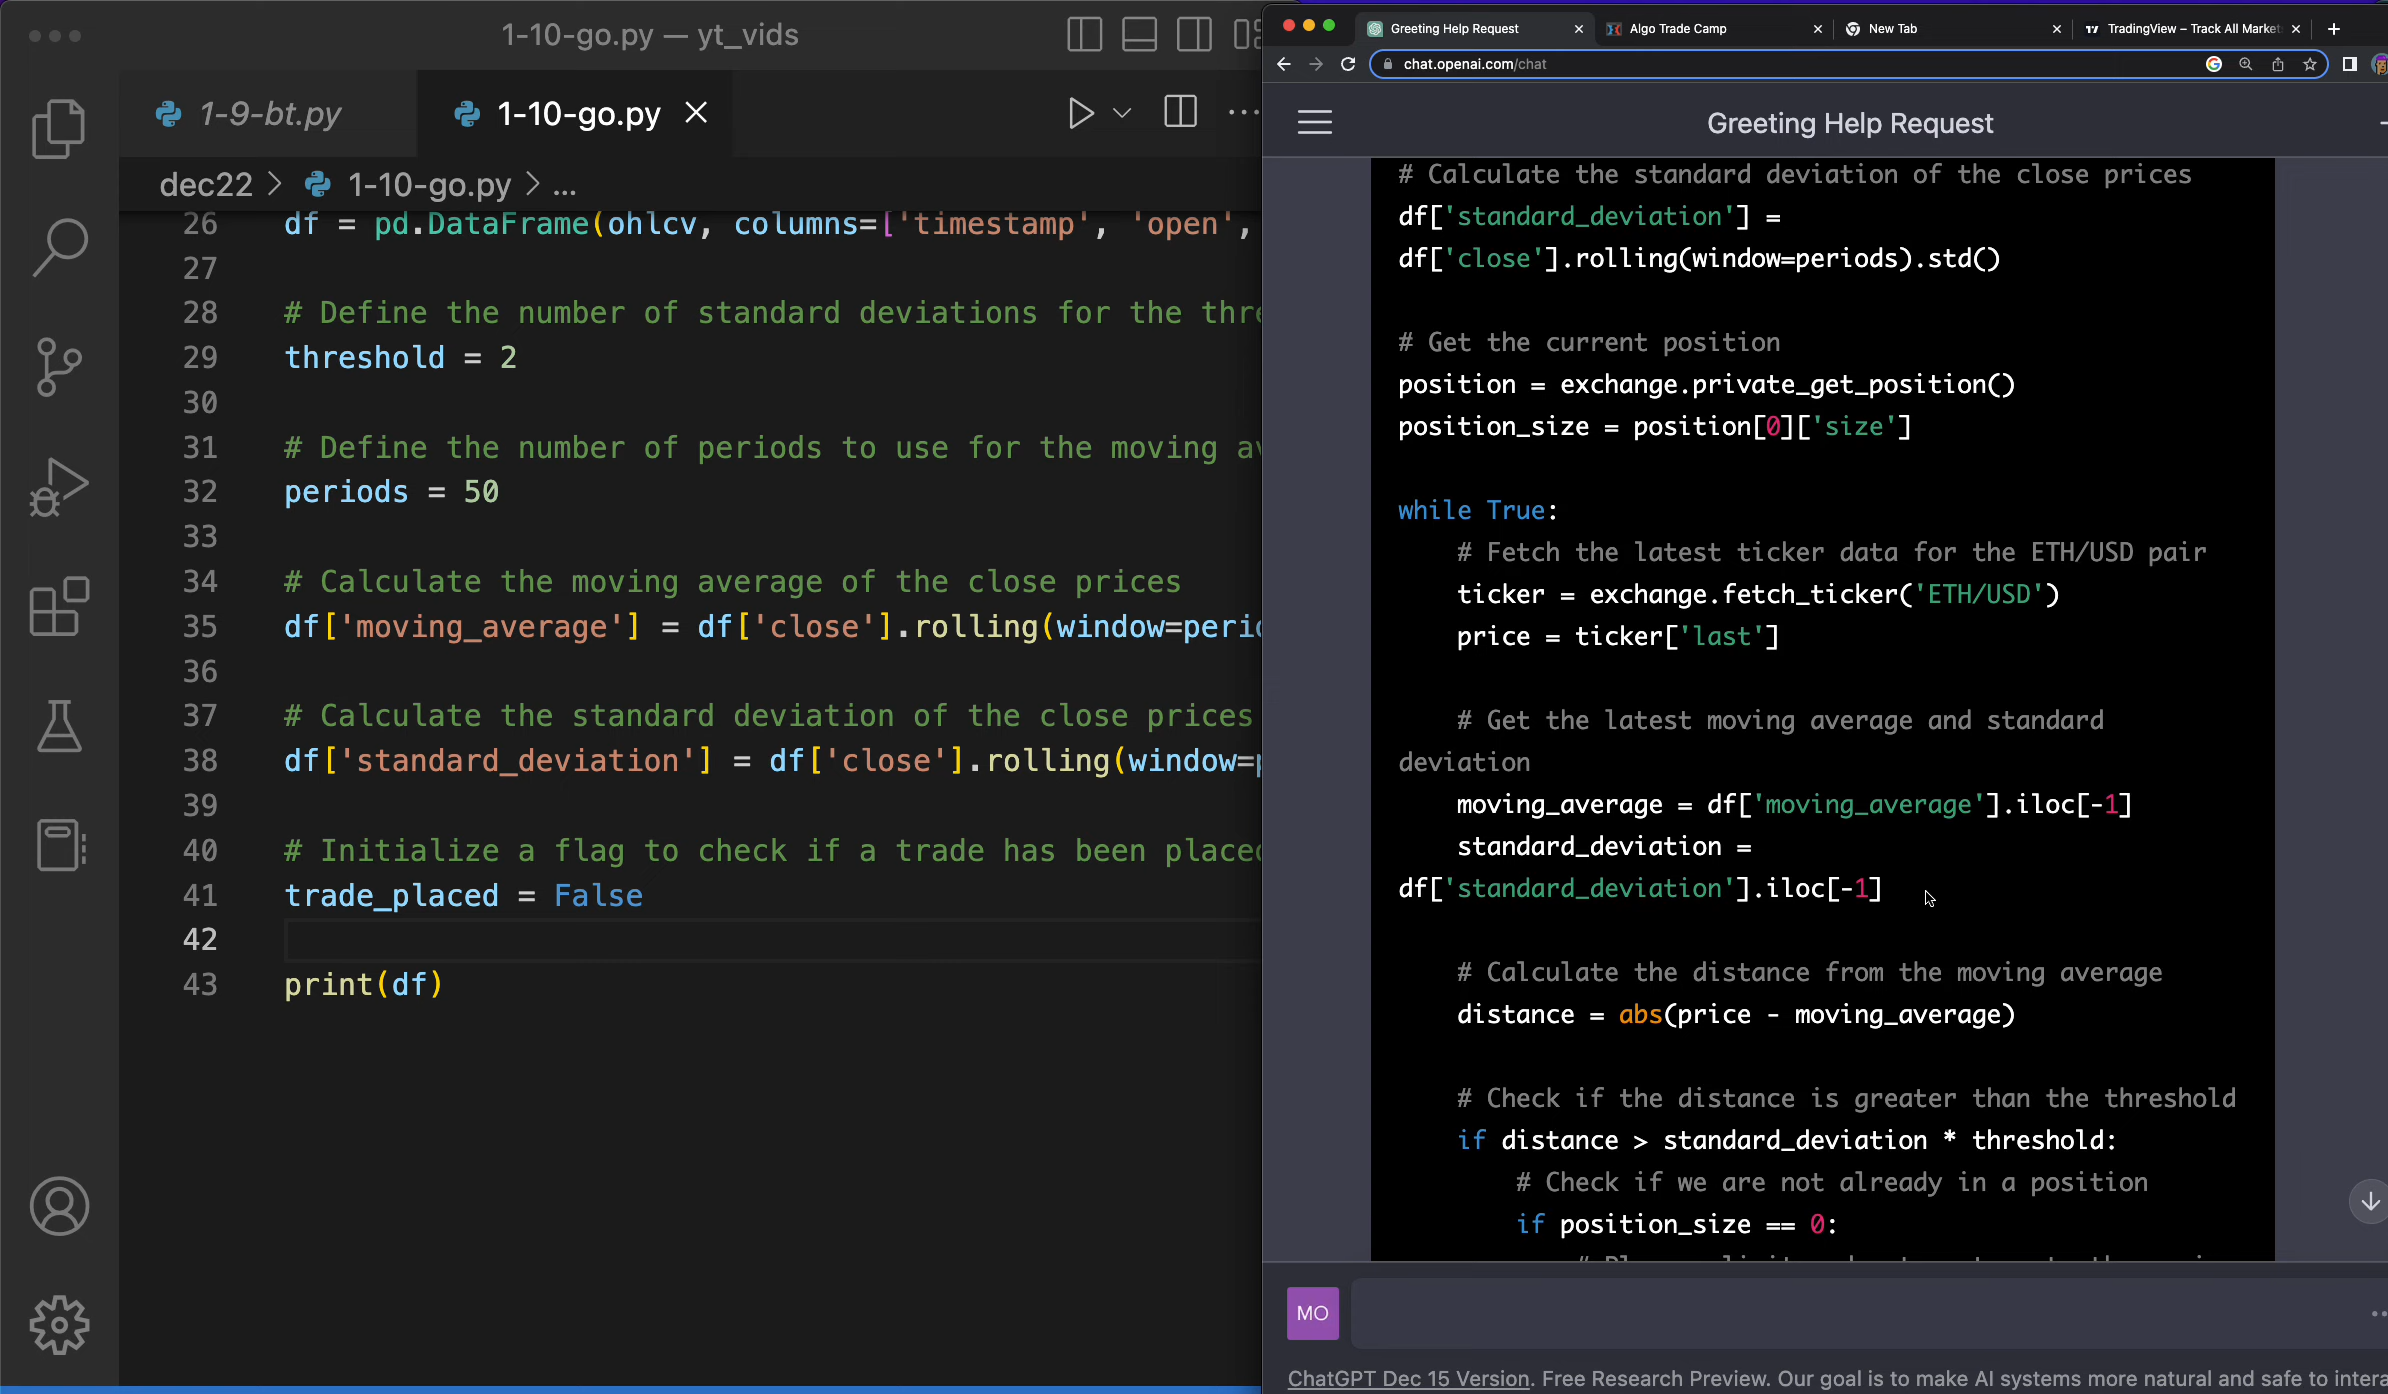 1-10-go.py — yt_vids
1-9-bt.py
1-10-go.py
dec22 > 1-10-go.py > ...
26 df = pd.DataFrame(ohlcv, columns=['timestamp', 'open',
27
28 # Define the number of standard deviations for the thre
29 threshold = 2
30
31 # Define the number of periods to use for the moving av
32 periods = 50
33
34 # Calculate the moving average of the close prices
35 df['moving_average'] = df['close'].rolling(window=perio
36
37 # Calculate the standard deviation of the close prices
38 df['standard_deviation'] = df['close'].rolling(window=p
39
40 # Initialize a flag to check if a trade has been placed
41 trade_placed = False
42
43 print(df)
Greeting Help Request
Algo Trade Camp
New Tab
TradingView – Track All Market
chat.openai.com/chat
Greeting Help Request
# Calculate the standard deviation of the close prices
df['standard_deviation'] =
df['close'].rolling(window=periods).std()
# Get the current position
position = exchange.private_get_position()
position_size = position[0]['size']
while True:
# Fetch the latest ticker data for the ETH/USD pair
ticker = exchange.fetch_ticker('ETH/USD')
price = ticker['last']
# Get the latest moving average and standard
deviation
moving_average = df['moving_average'].iloc[-1]
standard_deviation =
df['standard_deviation'].iloc[-1]
# Calculate the distance from the moving average
distance = abs(price - moving_average)
# Check if the distance is greater than the threshold
if distance > standard_deviation * threshold:
# Check if we are not already in a position
if position_size == 0:
MO
ChatGPT Dec 15 Version. Free Research Preview. Our goal is to make AI systems more natural and safe to intera